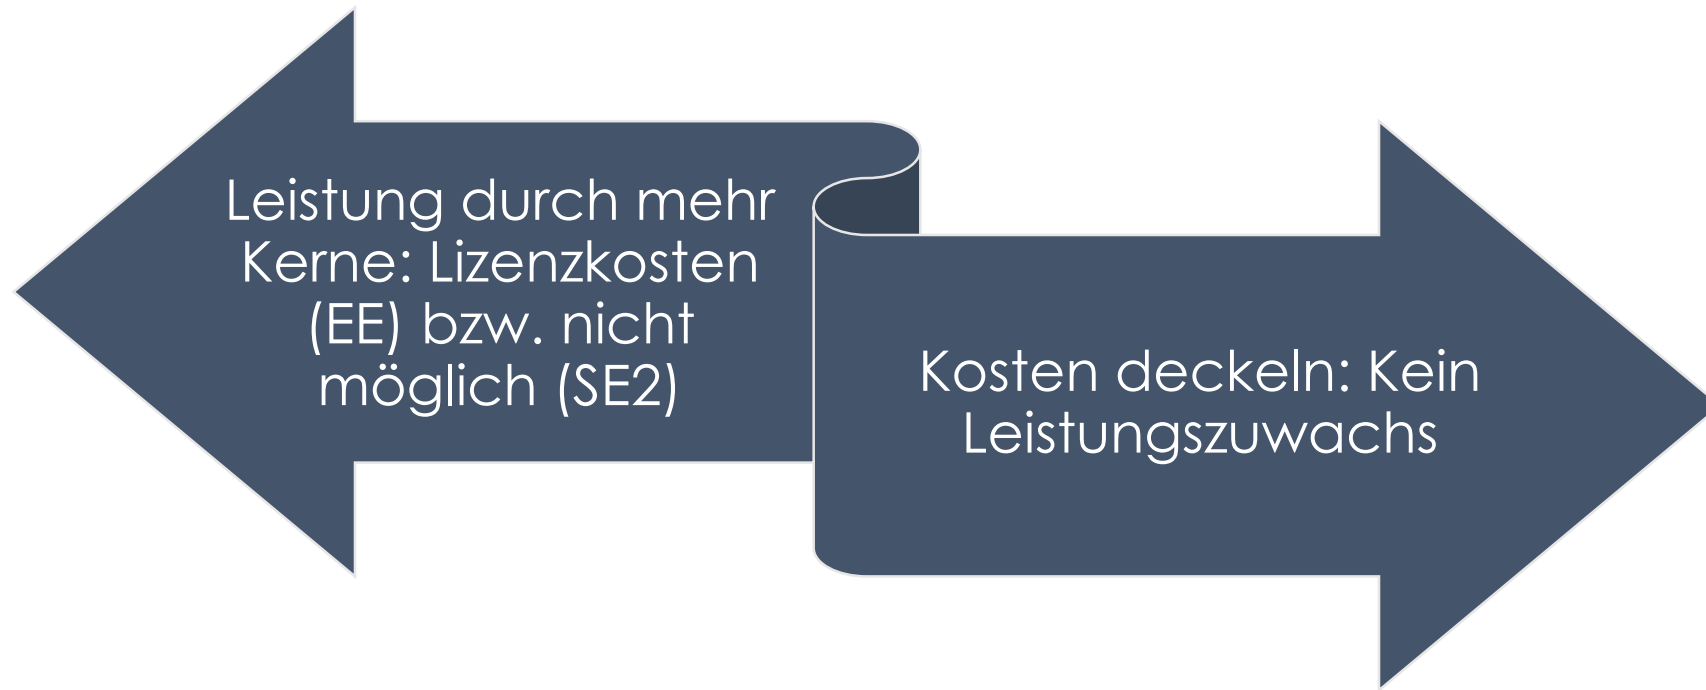 Leistung durch mehr
Kerne: Lizenzkosten
(EE) bzw. nicht
möglich (SE2)
Kosten deckeln: Kein
Leistungszuwachs